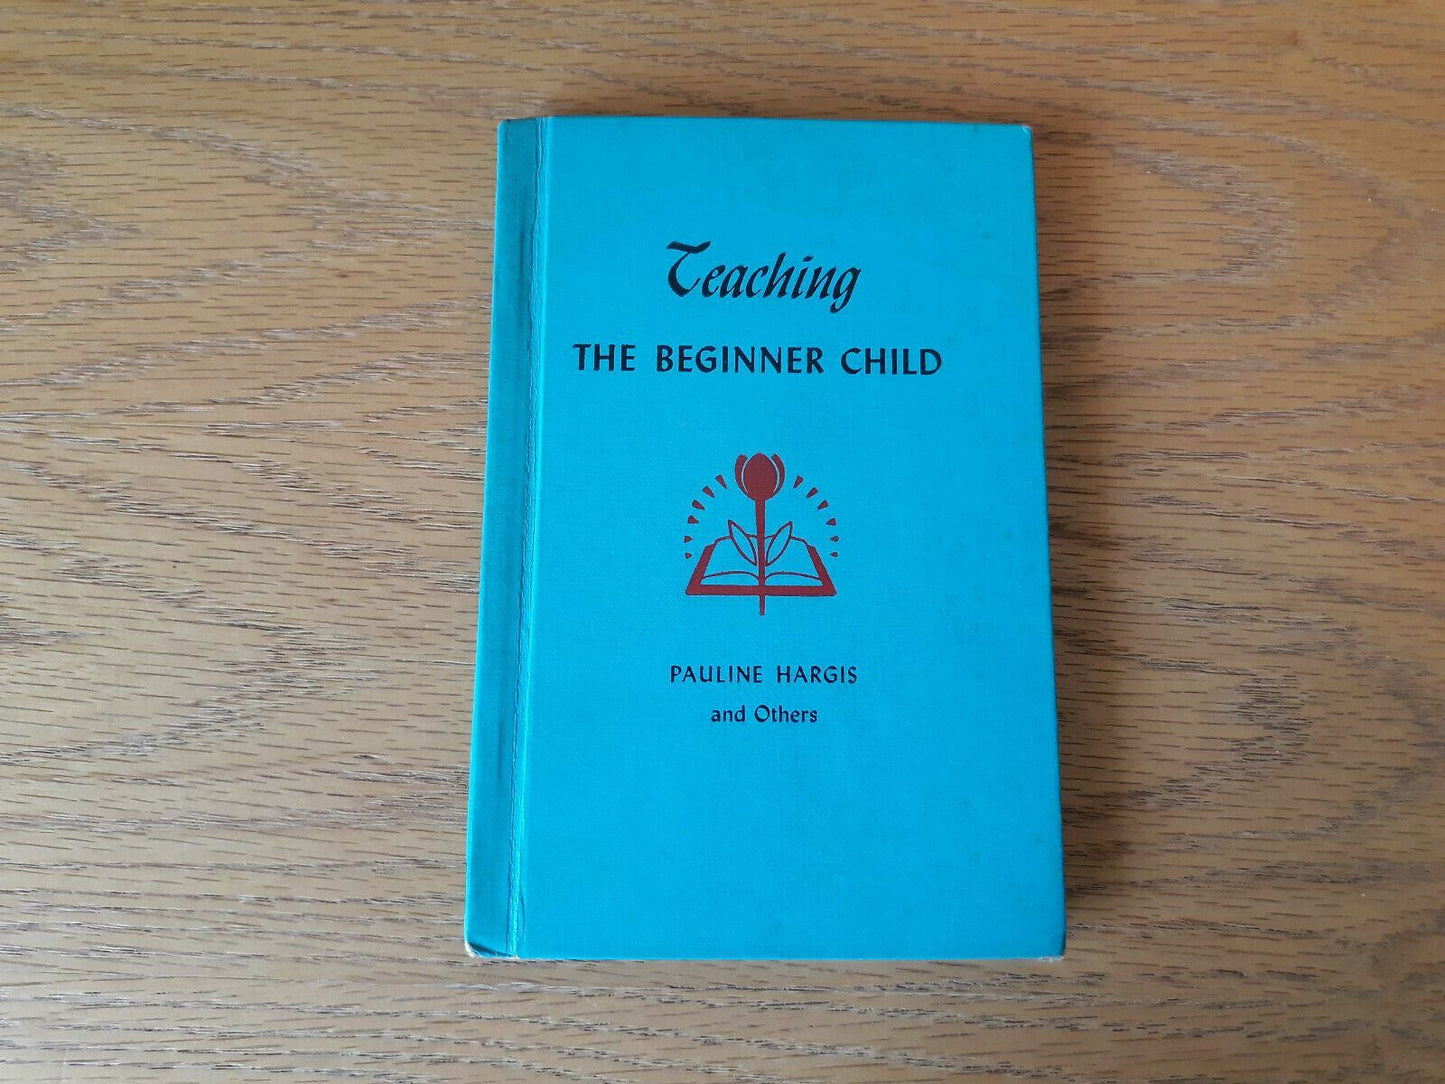 Teaching
THE BEGINNER CHILD
PAULINE HARGIS
and Others